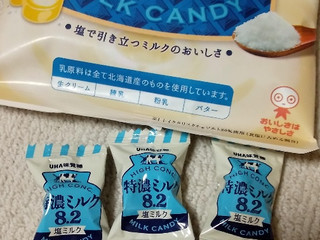 MILK CANDY
塩で引き立つミルクのおいしさ
乳原料は全て北海道産のものを使用しています。
生クリーム 練乳 粉乳 バター
おいしさは
やさしさ
UHA味覚糖
HIGH CONC
特濃ミルク
8.2
塩ミルク
MILK CANDY
UHA味覚糖
HIGH CONC
特濃ミルク
8.2
塩ミルク
MILK CANDY
UHA味覚糖
HIGH CONC
特濃ミルク
8.2
塩ミルク
MILK CANDY